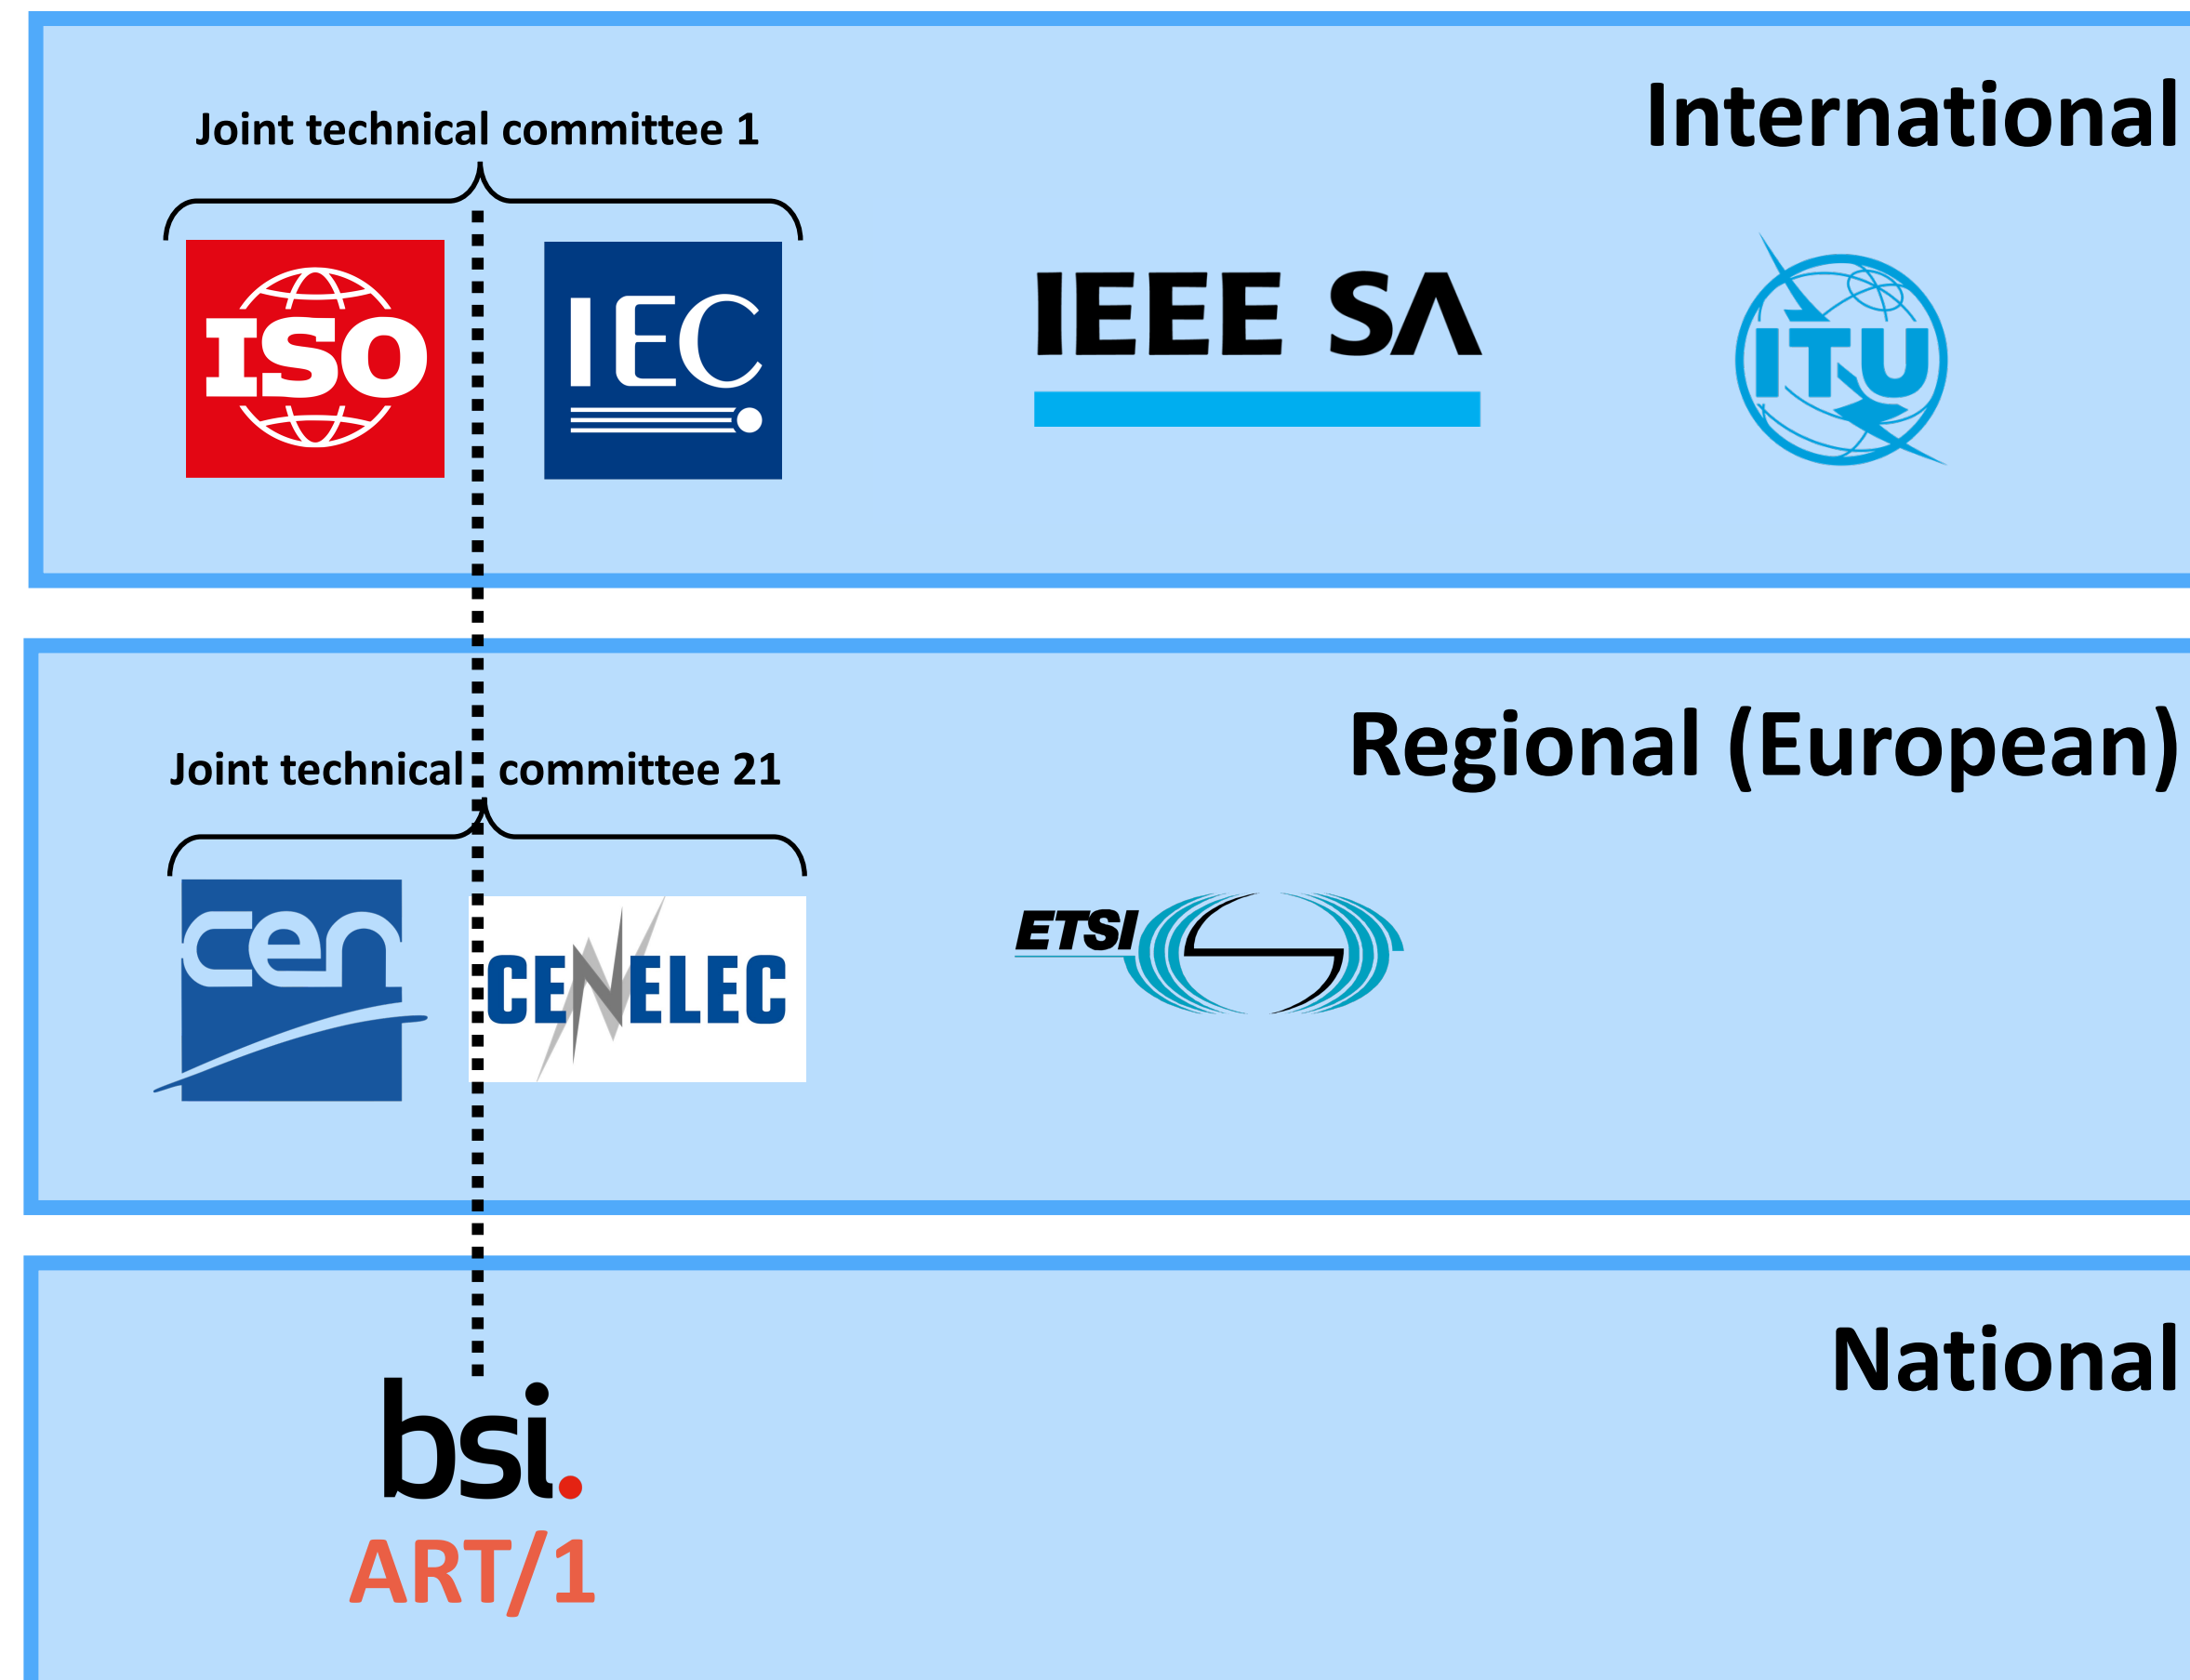 International
Joint technical committee 1
ISO
IEC
IEEE SA
ITU
Regional (European)
Joint technical committee 21
cen
CENELEC
ETSI
National
bsi.
ART/1